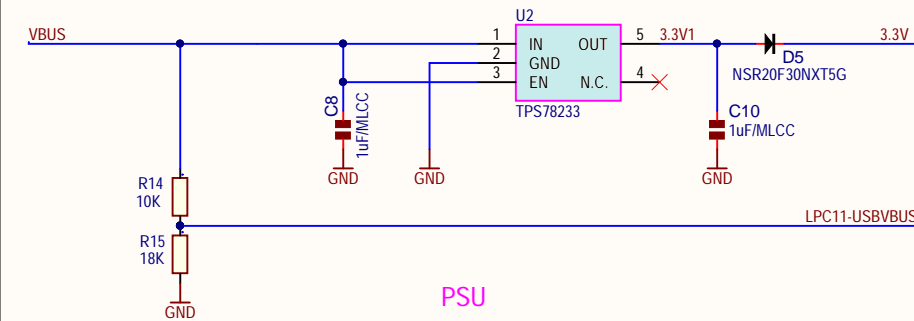 U2
VBUS
1
IN
OUT
5
3.3V1
3.3V
2
GND
D5
3
EN
N.C.
4
NSR20F30NXT5G
TPS78233
C8
1uF/MLCC
C10
1uF/MLCC
GND
GND
GND
R14
10K
LPC11-USBVBUS
R15
18K
GND
PSU